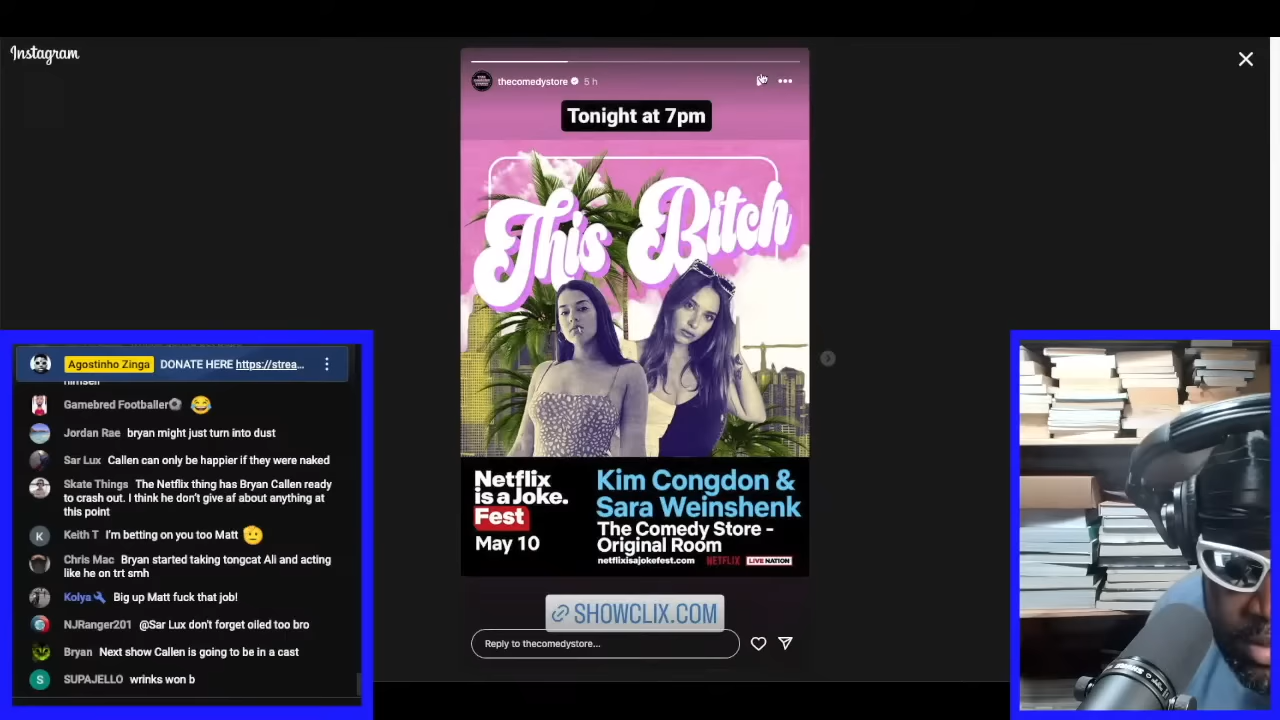 Instagram
thecomedystore 5 h
Tonight at 7pm
This Bitch
Netflix
is a Joke.
Fest
May 10
Kim Congdon &
Sara Weinshenk
The Comedy Store -
Original Room
netflixisajokefest.com NETFLIX LIVE NATION
SHOWCLIX.COM
Reply to thecomedystore...
Agostinho Zinga DONATE HERE https://strea...
himself
Gamebred Footballer⚽ 😂
Jordan Rae bryan might just turn into dust
Sar Lux Callen can only be happier if they were naked
Skate Things The Netflix thing has Bryan Callen ready
to crash out. I think he don't give af about anything at
this point
Keith T I'm betting on you too Matt 🫡
Chris Mac Bryan started taking tongcat Ali and acting
like he on trt smh
Kolya🔧 Big up Matt fuck that job!
NJRanger201 @Sar Lux don't forget oiled too bro
Bryan Next show Callen is going to be in a cast
SUPAJELLO wrinks won b